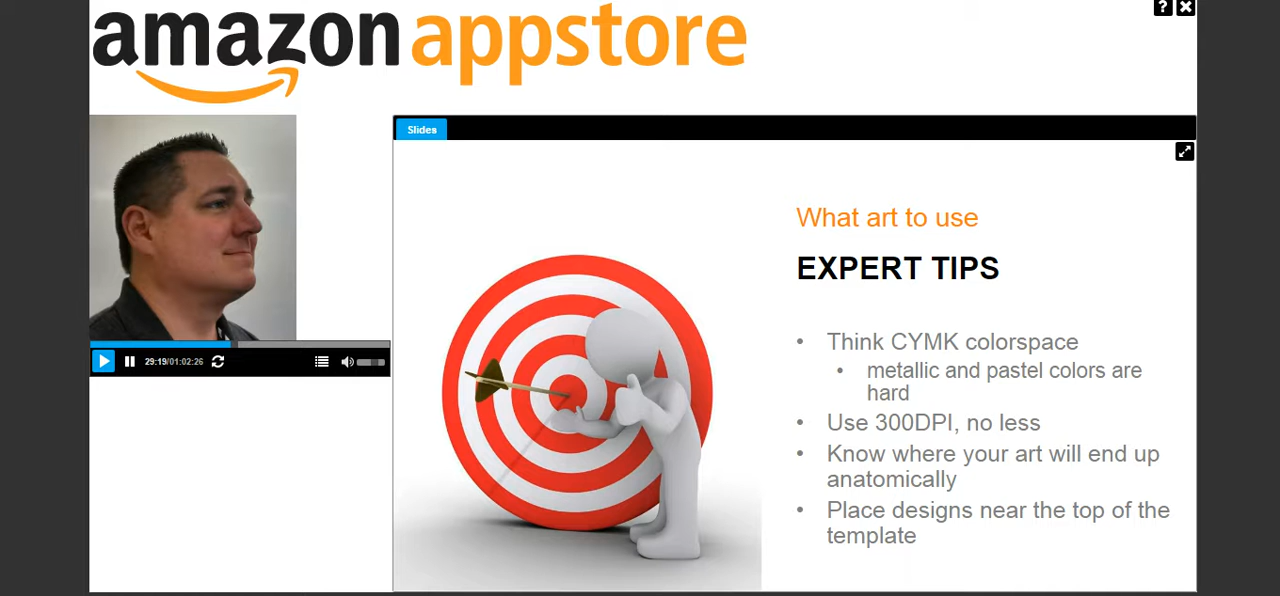 amazon appstore
? ×
Slides
29:19/01:02:26
What art to use
EXPERT TIPS
• Think CYMK colorspace
• metallic and pastel colors are
hard
• Use 300DPI, no less
• Know where your art will end up
anatomically
• Place designs near the top of the
template